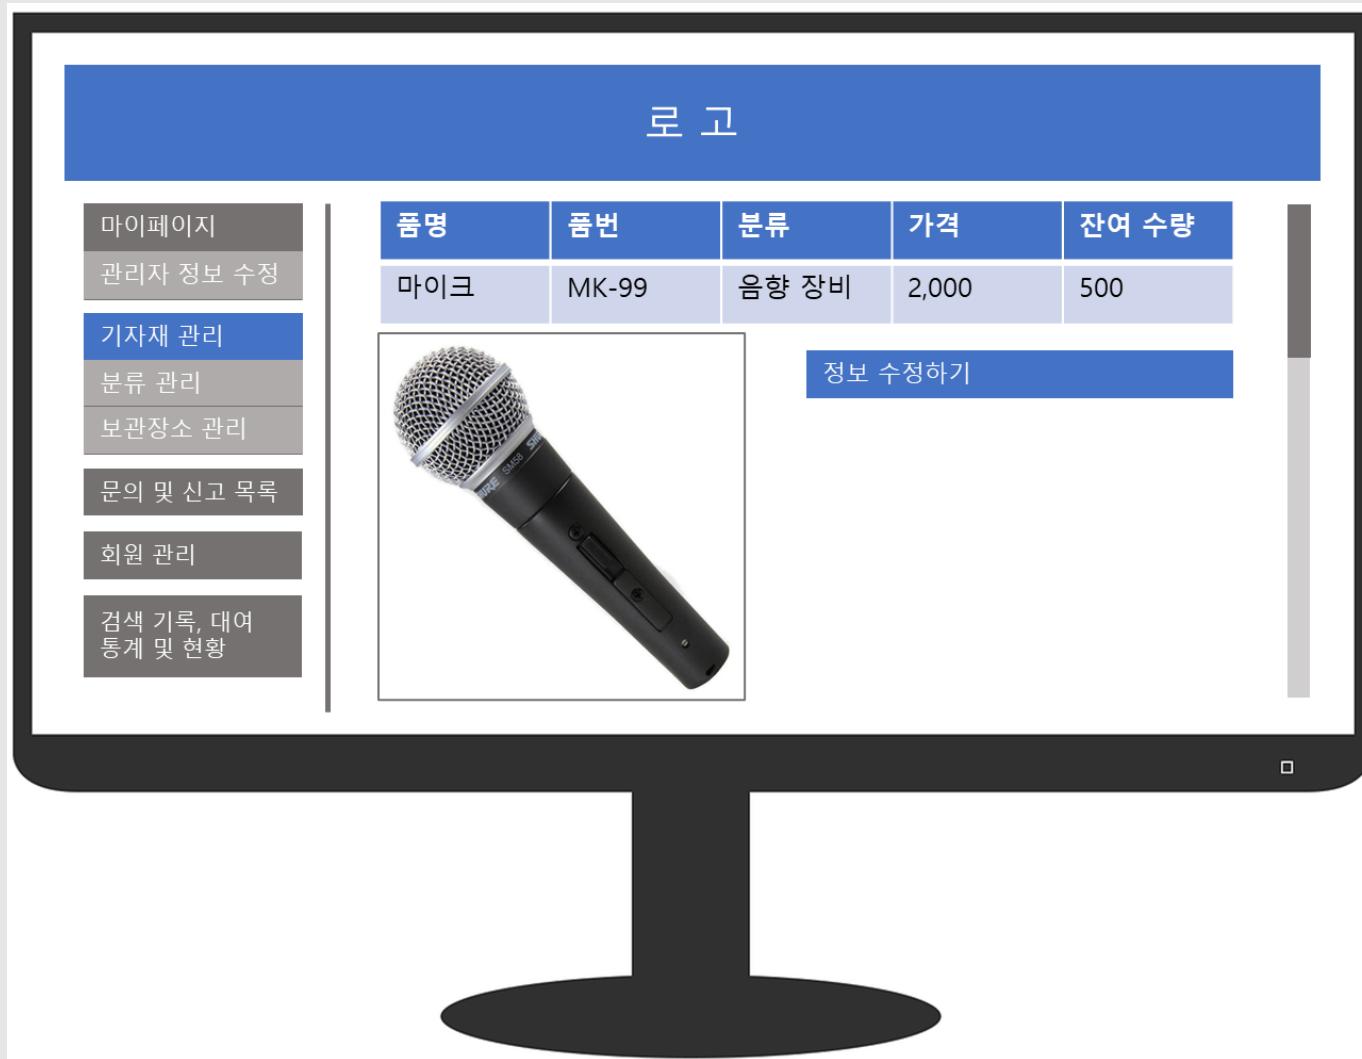 로 고
마이페이지
관리자 정보 수정
기자재 관리
분류 관리
보관장소 관리
문의 및 신고 목록
회원 관리
검색 기록, 대여
통계 및 현황
품명 품번 분류 가격 잔여 수량
마이크 MK-99 음향 장비 2,000 500
정보 수정하기
SM58